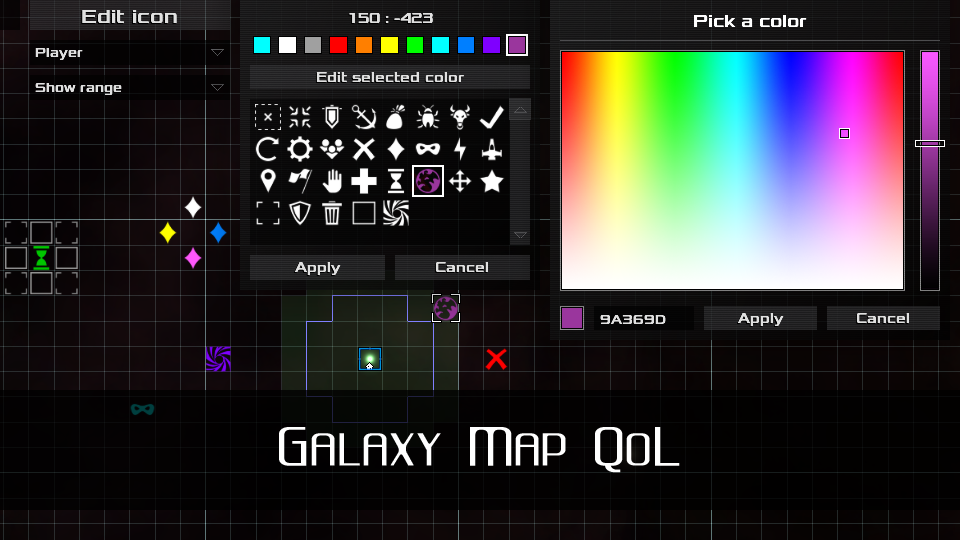 Edit icon
Player
Show range
150 : -423
Edit selected color
Apply
Cancel
Pick a color
9A369D
Apply
Cancel
Galaxy Map QoL